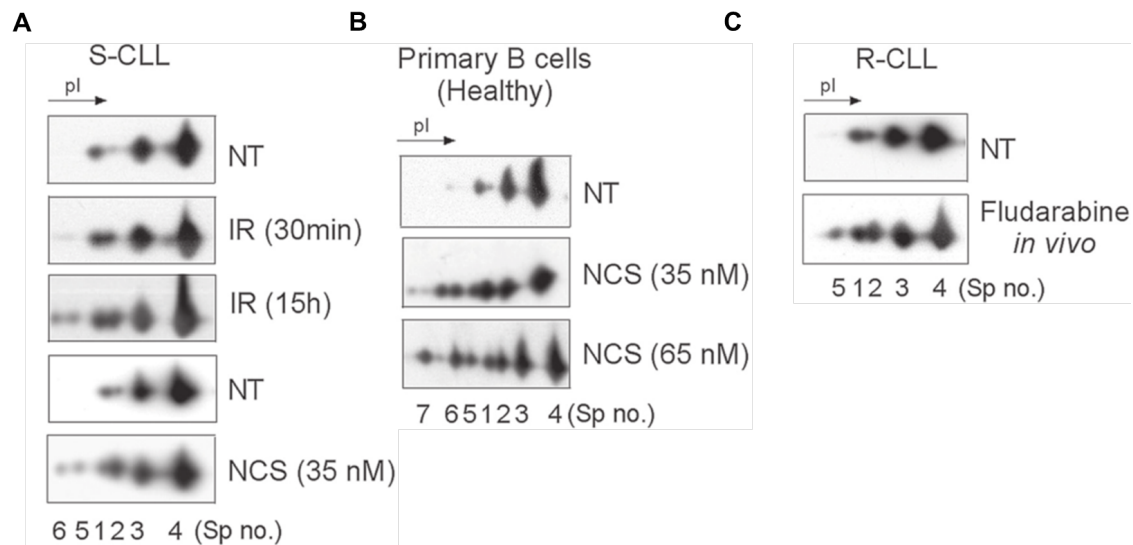 A
S-CLL
pI
NT
IR (30min)
IR (15h)
NT
NCS (35 nM)
6 5 1 2 3 4 (Sp no.)
B
Primary B cells
(Healthy)
pI
NT
NCS (35 nM)
NCS (65 nM)
7 6 5 1 2 3 4 (Sp no.)
C
R-CLL
pI
NT
Fludarabine
in vivo
5 1 2 3 4 (Sp no.)